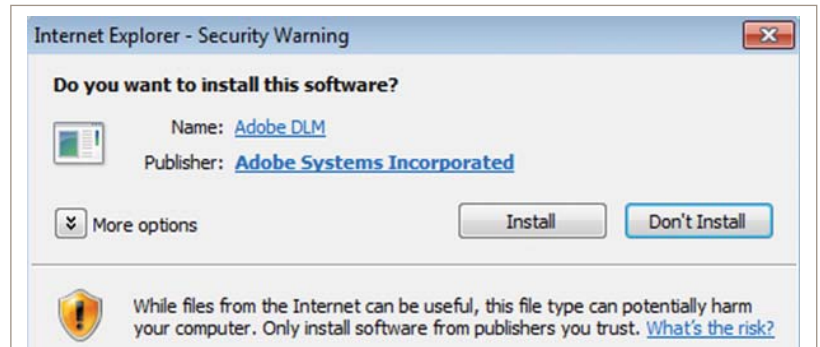 Internet Explorer - Security Warning
Do you want to install this software?
Name: Adobe DLM
Publisher: Adobe Systems Incorporated
More options
Install
Don't Install
While files from the Internet can be useful, this file type can potentially harm
your computer. Only install software from publishers you trust. What's the risk?